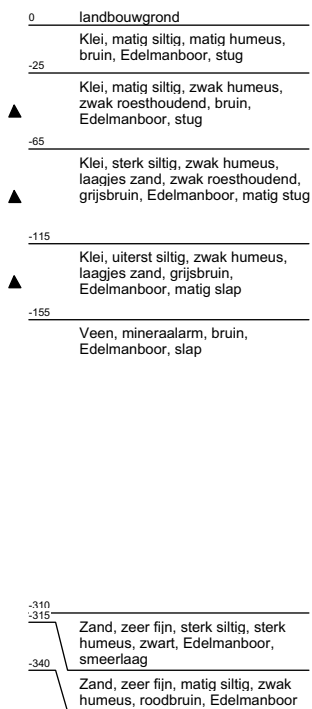 0 landbouwgrond
Klei, matig siltig, matig humeus,
bruin, Edelmanboor, stug
-25
Klei, matig siltig, zwak humeus,
zwak roesthoudend, bruin,
Edelmanboor, stug
-65
Klei, sterk siltig, zwak humeus,
laagjes zand, zwak roesthoudend,
grijsbruin, Edelmanboor, matig stug
-115
Klei, uiterst siltig, zwak humeus,
laagjes zand, grijsbruin,
Edelmanboor, matig slap
-155
Veen, mineraalarm, bruin,
Edelmanboor, slap
-310
-315
Zand, zeer fijn, sterk siltig, sterk
humeus, zwart, Edelmanboor,
smeerlaag
-340
Zand, zeer fijn, matig siltig, zwak
humeus, roodbruin, Edelmanboor